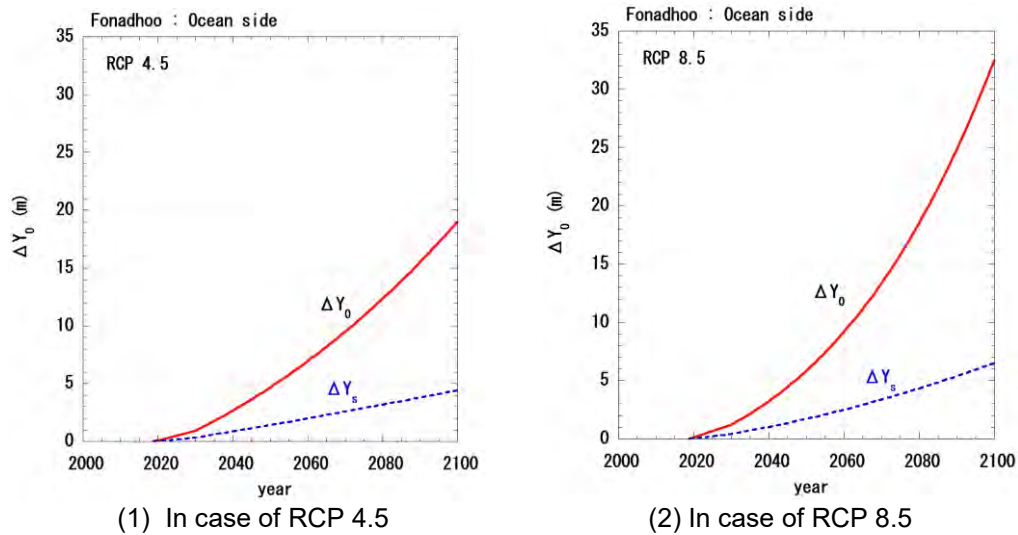 Fonadhoo : Ocean side
RCP 4.5
35
30
25
20
15
10
5
0
ΔY₀ (m)
ΔY₀
ΔYₛ
2000 2020 2040 2060 2080 2100
year
(1) In case of RCP 4.5
Fonadhoo : Ocean side
RCP 8.5
35
30
25
20
15
10
5
0
ΔY₀ (m)
ΔY₀
ΔYₛ
2000 2020 2040 2060 2080 2100
year
(2) In case of RCP 8.5